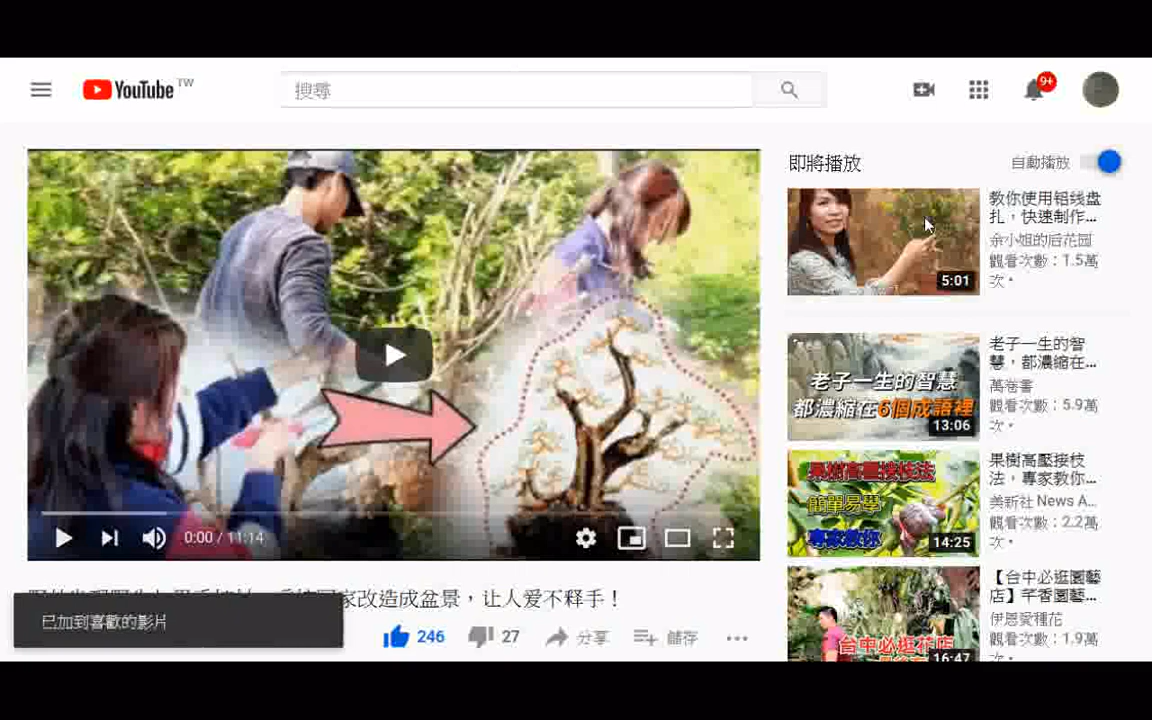 YouTube TW
搜尋
9+
即將播放
自動播放
教你使用铝线盘
扎，快速制作...
余小姐的后花园
觀看次數：1.5萬
次・
5:01
老子一生的智
慧，都濃縮在...
萬卷書
觀看次數：5.9萬
次・
老子一生的智慧
都濃縮在6個成語裡
13:06
果樹高壓接枝
法，專家教你...
美新社 News A...
觀看次數：2.2萬
次・
果樹高壓接枝法
簡單易學
專家教你
14:25
【台中必逛園藝
店】芊香園藝...
伊恩愛種花
觀看次數：1.9萬
次・
台中必逛花店
16:47
0:00 / 11:14
家改造成盆景，让人爱不释手！
已加到喜歡的影片
246
27
分享
儲存